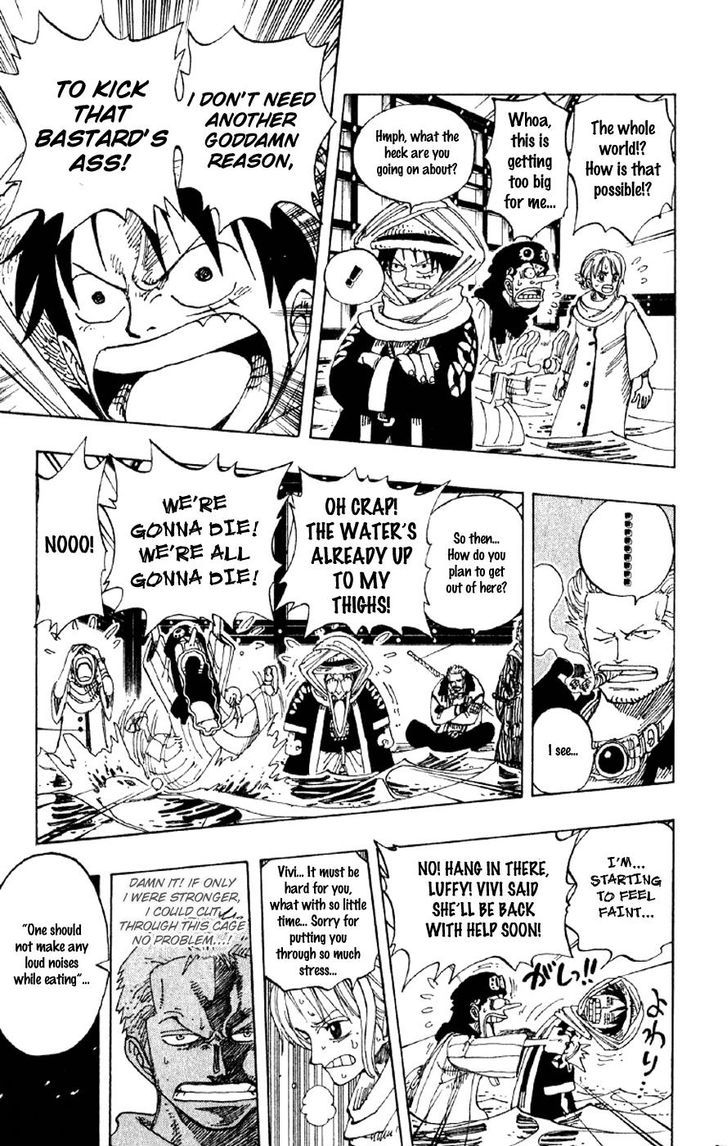 The whole
world!?
How is that
possible!?
Whoa,
this is
getting
too big
for me...
Hmph, what the
heck are you
going on about?
!
I DON'T NEED
ANOTHER
GODDAMN
REASON,
TO KICK
THAT
BASTARD'S
ASS!
I see...
So then...
How do you
plan to get
out of here?
OH CRAP!
THE WATER'S
ALREADY UP
TO MY
THIGHS!
WE'RE
GONNA DIE!
WE'RE ALL
GONNA DIE!
NOOO!
I'M...
STARTING
TO FEEL
FAINT...
NO! HANG IN THERE,
LUFFY! VIVI SAID
SHE'LL BE BACK
WITH HELP SOON!
ふにゃり...
がしっ!!
Vivi... It must be
hard for you,
what with so little
time... Sorry for
putting you
through so much
stress...
DAMN IT! IF ONLY
I WERE STRONGER,
I COULD CUT
THROUGH THIS CAGE
NO PROBLEM...!
"One should
not make any
loud noises
while eating"...